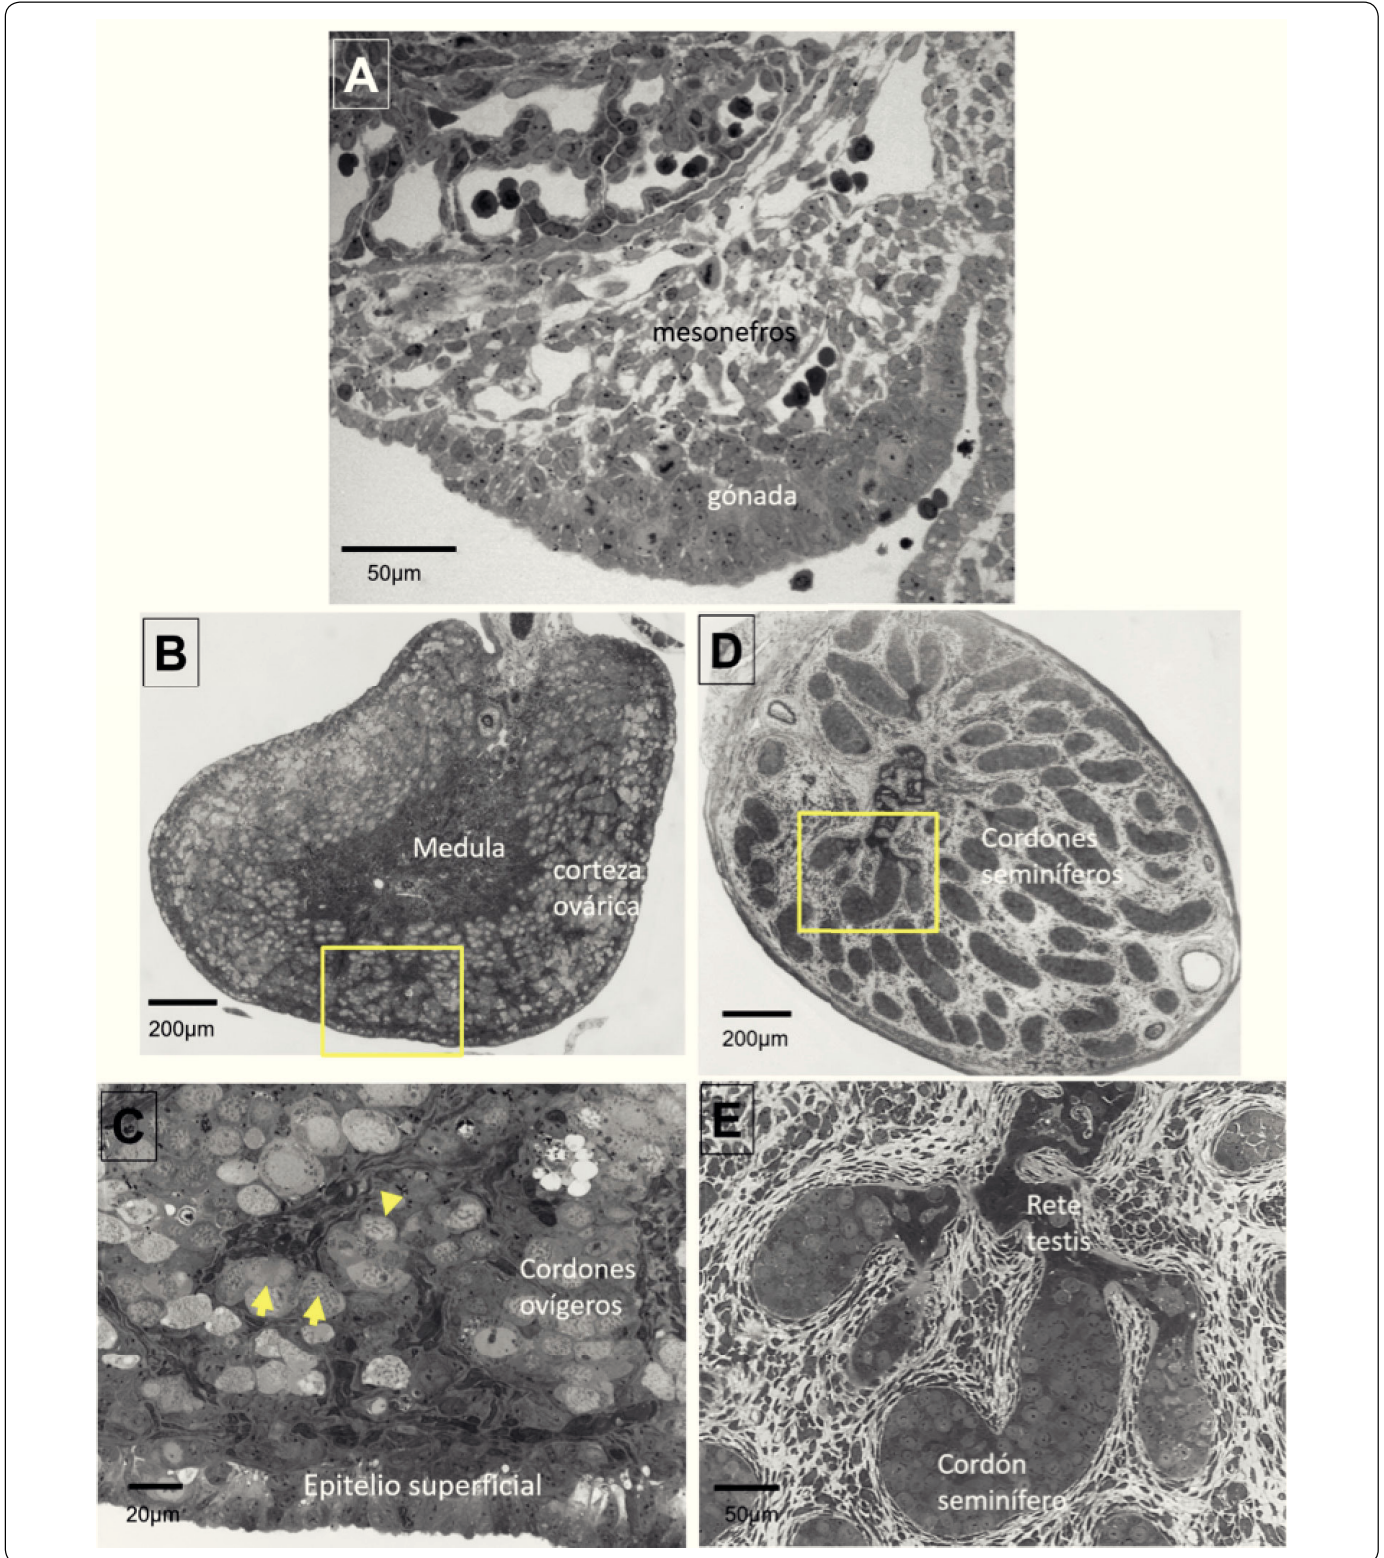 A
mesonefros
gónada
50µm
B
Medula
corteza
ovárica
200µm
D
Cordones
seminíferos
200µm
C
Cordones
ovígeros
Epitelio superficial
20µm
E
Rete
testis
Cordón
seminífero
50µm